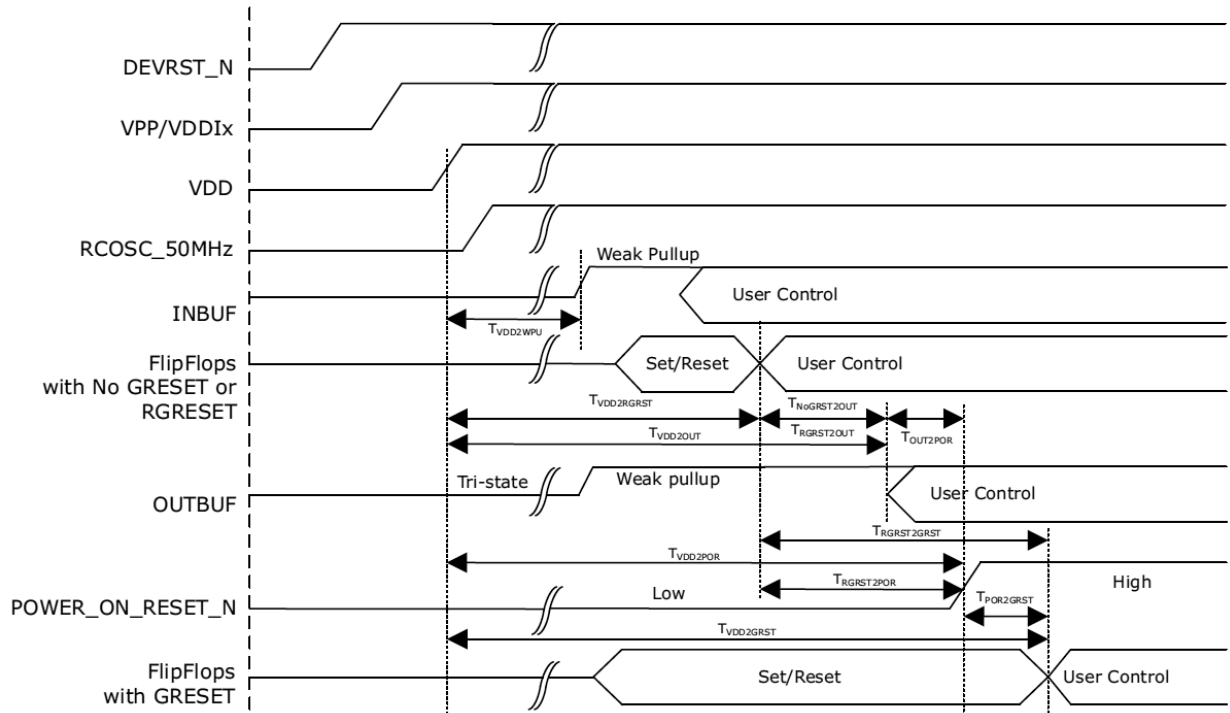 DEVRST_N
VPP/VDDIx
VDD
RCOSC_50MHz
Weak Pullup
User Control
INBUF
TVDD2WPU
FlipFlops
with No GRESET or
RGRESET
Set/Reset
User Control
TVDD2RGRST
TNoGRST2OUT
TVDD2OUT
TRGRST2OUT
TOUT2POR
Tri-state
Weak pullup
User Control
OUTBUF
TRGRST2GRST
TVDD2POR
TRGRST2POR
High
Low
TPOR2GRST
POWER_ON_RESET_N
TVDD2GRST
FlipFlops
with GRESET
Set/Reset
User Control